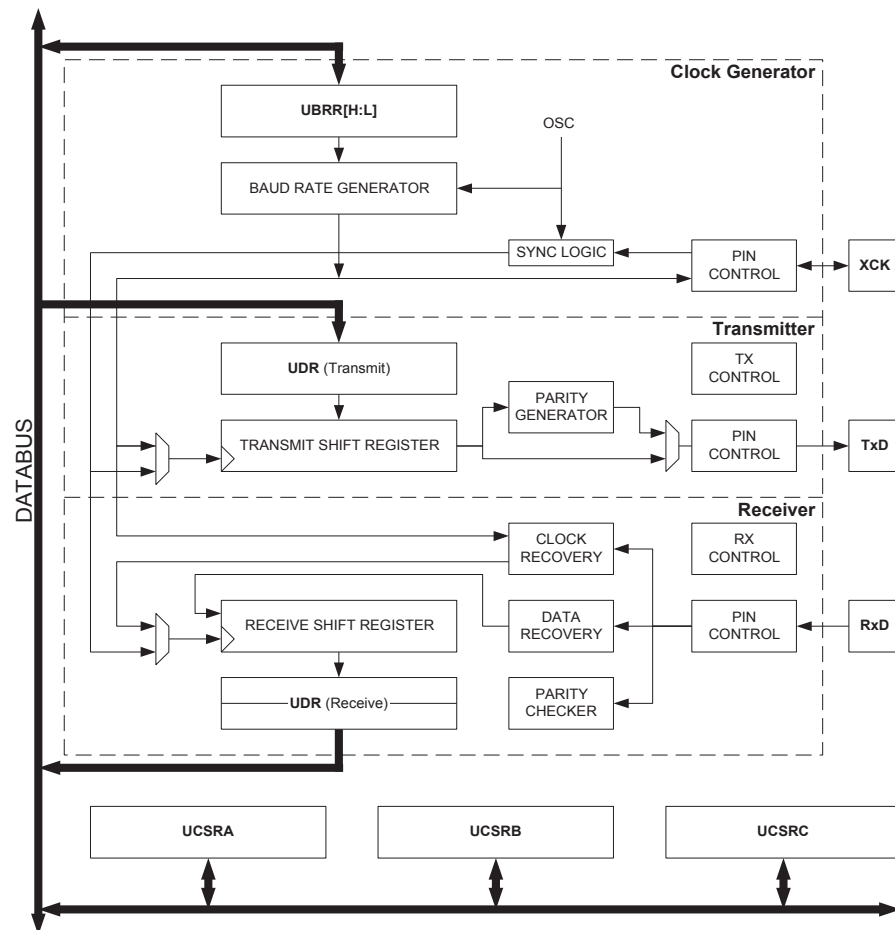 Clock Generator
UBRR[H:L]
OSC
BAUD RATE GENERATOR
SYNC LOGIC
PIN
CONTROL
XCK
Transmitter
UDR (Transmit)
TX
CONTROL
PARITY
GENERATOR
TRANSMIT SHIFT REGISTER
PIN
CONTROL
TxD
DATABUS
Receiver
CLOCK
RECOVERY
RX
CONTROL
RECEIVE SHIFT REGISTER
DATA
RECOVERY
PIN
CONTROL
RxD
UDR (Receive)
PARITY
CHECKER
UCSRA
UCSRB
UCSRC